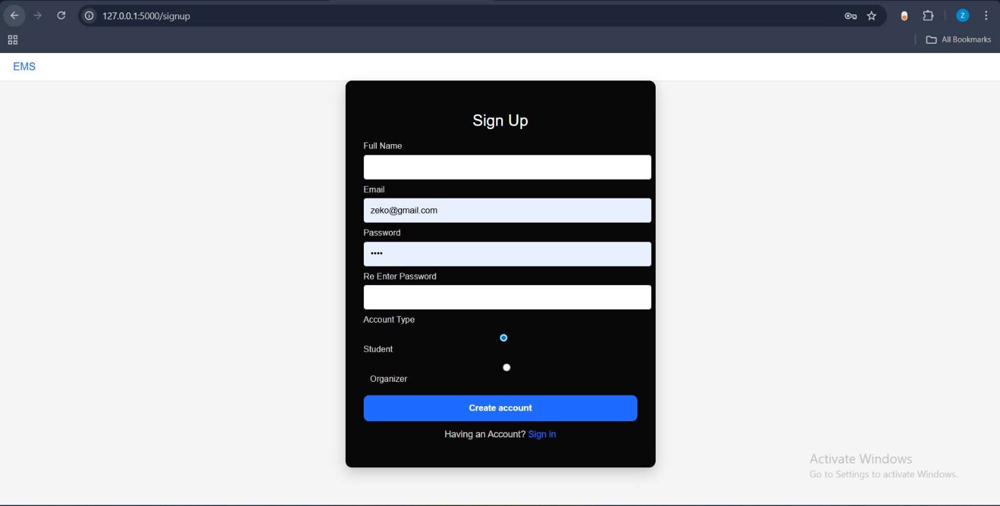 127.0.0.1:5000/signup
Z
All Bookmarks
EMS
Sign Up
Full Name
Email
zeko@gmail.com
Password
••••
Re Enter Password
Account Type
Student
Organizer
Create account
Having an Account? Sign in
Activate Windows
Go to Settings to activate Windows.